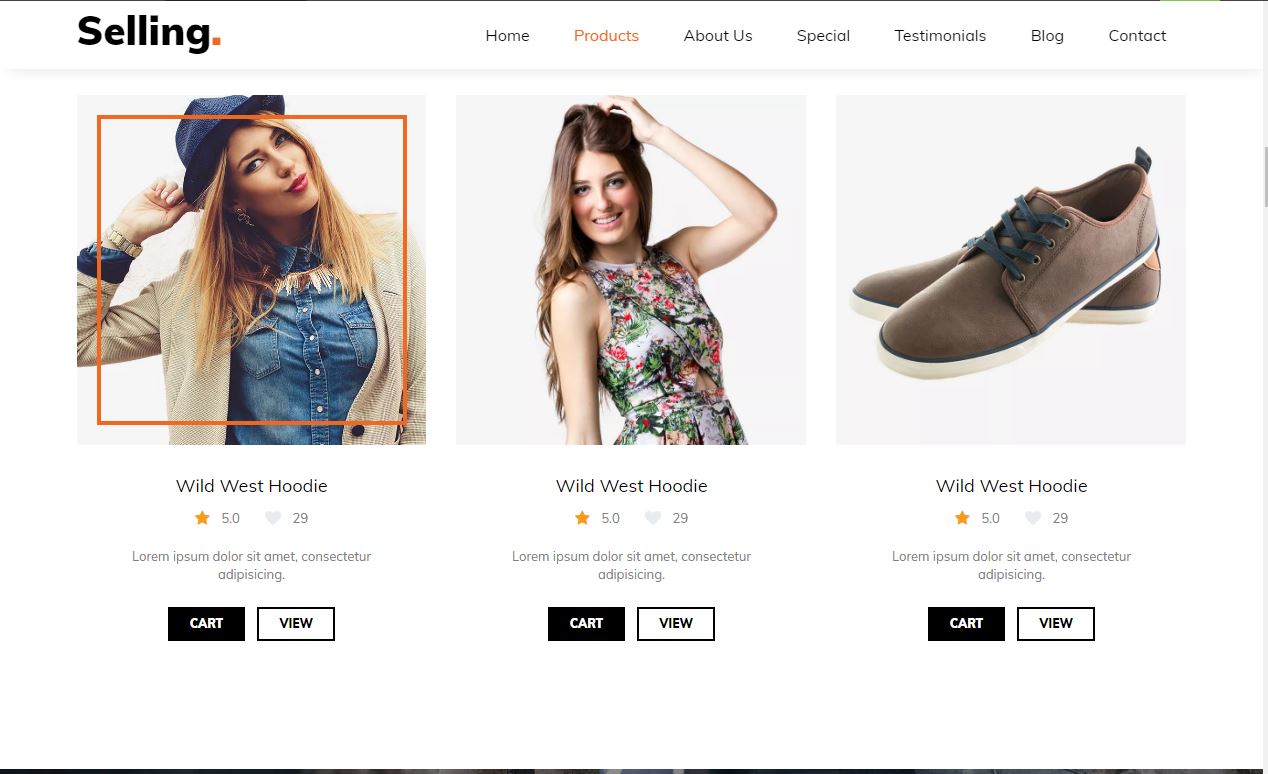 Selling.
Home Products About Us Special Testimonials Blog Contact
Wild West Hoodie
5.0 29
Lorem ipsum dolor sit amet, consectetur
adipisicing.
CART VIEW
Wild West Hoodie
5.0 29
Lorem ipsum dolor sit amet, consectetur
adipisicing.
CART VIEW
Wild West Hoodie
5.0 29
Lorem ipsum dolor sit amet, consectetur
adipisicing.
CART VIEW